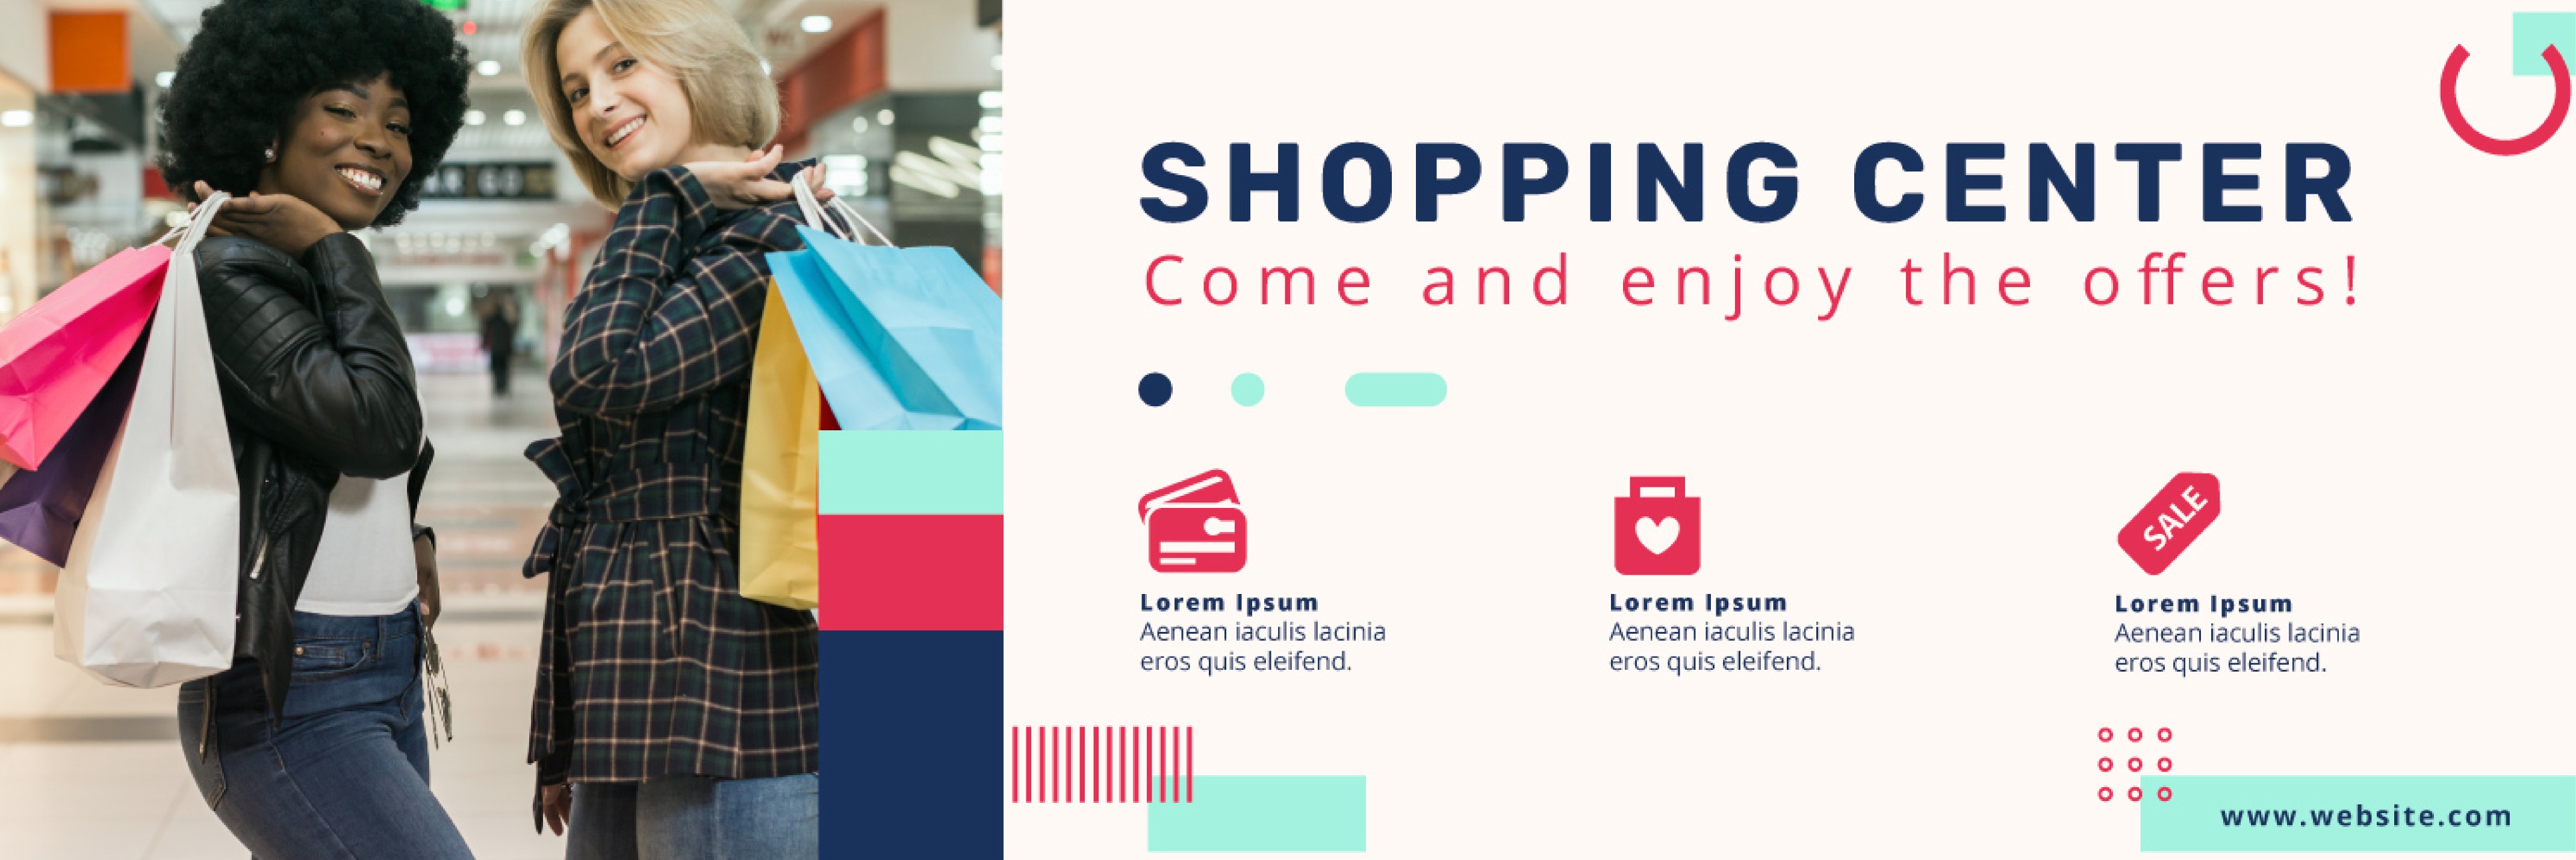 SHOPPING CENTER
Come and enjoy the offers!
SALE
Lorem Ipsum
Aenean iaculis lacinia
eros quis eleifend.
Lorem Ipsum
Aenean iaculis lacinia
eros quis eleifend.
Lorem Ipsum
Aenean iaculis lacinia
eros quis eleifend.
www.website.com